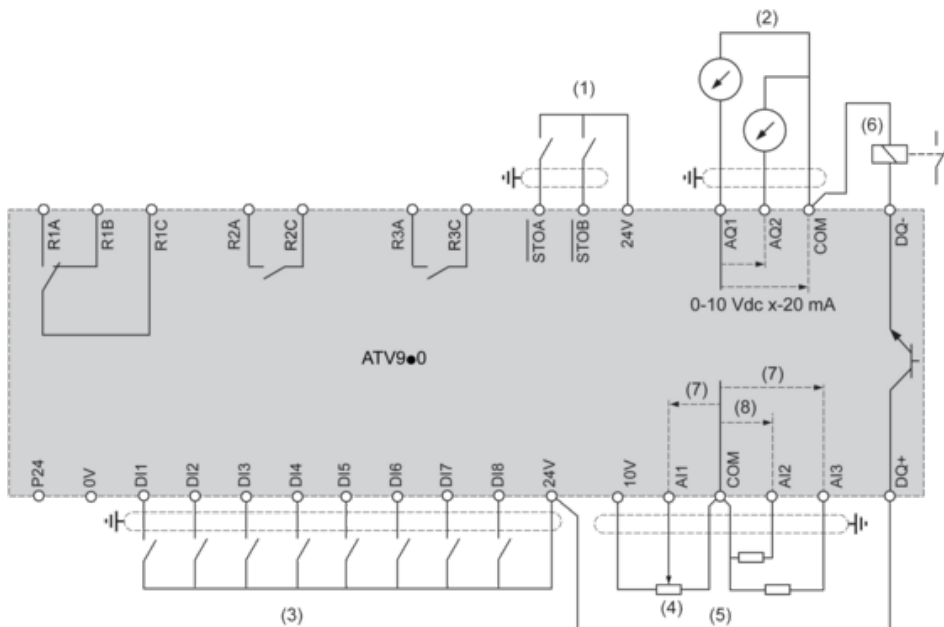 (1)
(2)
(6)
R1A
R1B
R1C
R2A
R2C
R3A
R3C
STOA
STOB
24V
AQ1
AQ2
COM
DQ-
0-10 Vdc x-20 mA
ATV9●0
(7)
(7)
(8)
P24
0V
DI1
DI2
DI3
DI4
DI5
DI6
DI7
DI8
24V
10V
AI1
COM
AI2
AI3
DQ+
(3)
(4)
(5)